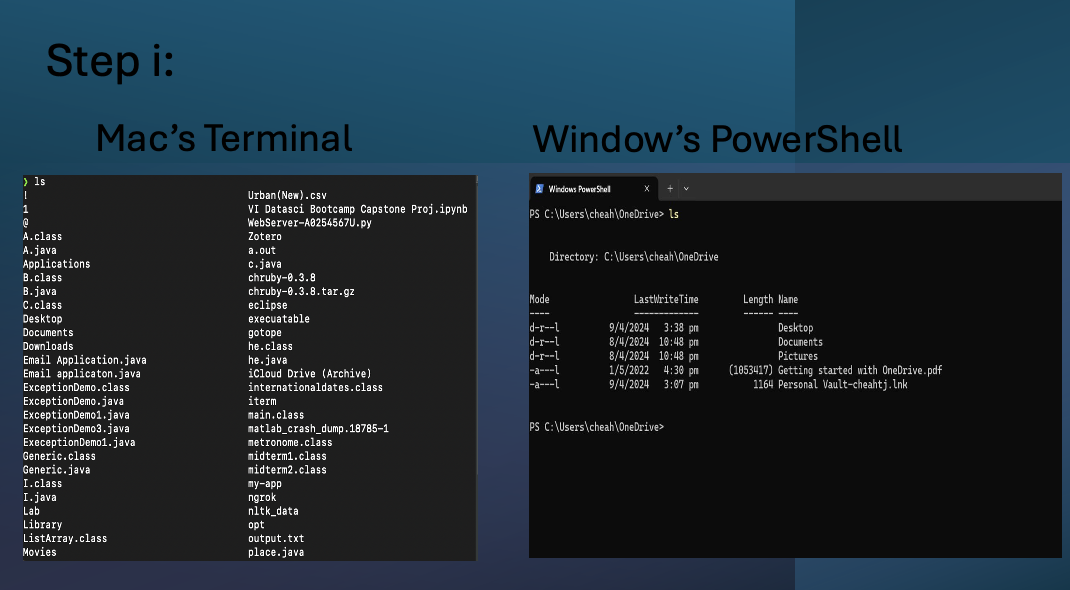 Step i:
Mac’s Terminal
❯ ls
! Urban(New).csv
1 VI Datasci Bootcamp Capstone Proj.ipynb
@ WebServer-A0254567U.py
A.class Zotero
A.java a.out
Applications c.java
B.class chruby-0.3.8
B.java chruby-0.3.8.tar.gz
C.class eclipse
Desktop execuatable
Documents gotope
Downloads he.class
Email Application.java he.java
Email applicaton.java iCloud Drive (Archive)
ExceptionDemo.class internationaldates.class
ExceptionDemo.java iterm
ExceptionDemo1.java main.class
ExceptionDemo3.java matlab_crash_dump.18785-1
ExeceptionDemo1.java metronome.class
Generic.class midterm1.class
Generic.java midterm2.class
I.class my-app
I.java ngrok
Lab nltk_data
Library opt
ListArray.class output.txt
Movies place.java
Window’s PowerShell
Windows PowerShell
PS C:\Users\cheah\OneDrive> ls
Directory: C:\Users\cheah\OneDrive
Mode LastWriteTime Length Name
---- ------------- ------ ----
d-r--l 9/4/2024 3:38 pm Desktop
d-r--l 8/4/2024 10:48 pm Documents
d-r--l 8/4/2024 10:48 pm Pictures
-a---l 1/5/2022 4:30 pm (1053417) Getting started with OneDrive.pdf
-a---l 9/4/2024 3:07 pm 1164 Personal Vault-cheahtj.lnk
PS C:\Users\cheah\OneDrive>